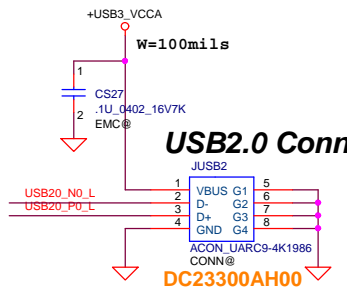 +USB3_VCCA
W=100mils
1
CS27
.1U_0402_16V7K
2
EMC@
USB2.0 Conn
JUSB2
1 VBUS G1 5
USB20_N0_L 2 D- G2 6
USB20_P0_L 3 D+ G3 7
4 GND G4 8
ACON_UARC9-4K1986
CONN@
DC23300AH00